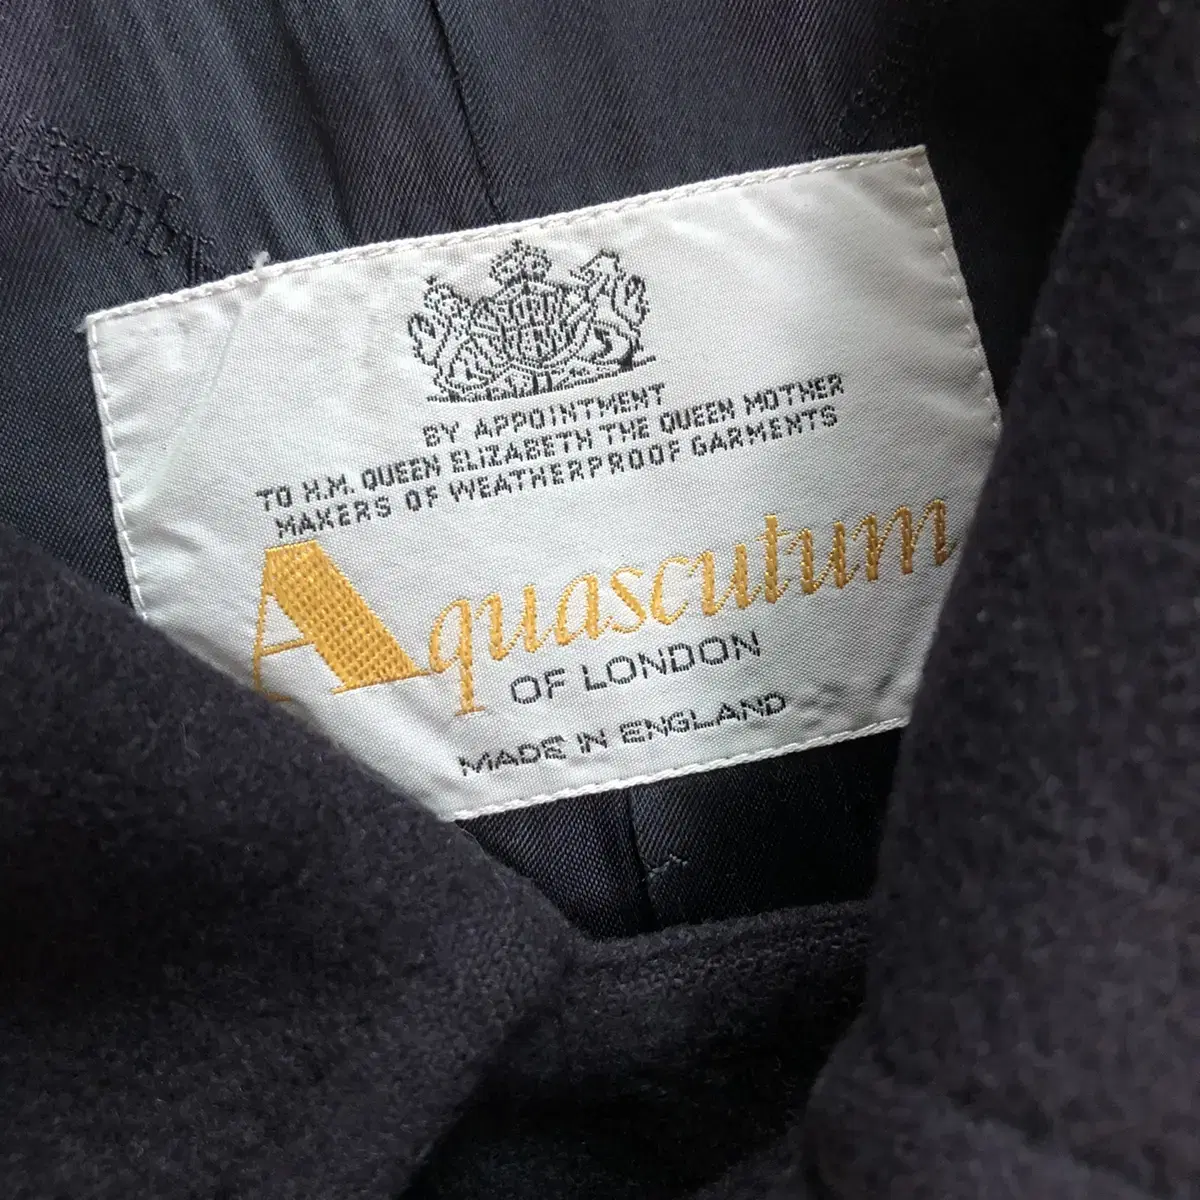 BY APPOINTMENT
TO H.M. QUEEN ELIZABETH THE QUEEN MOTHER
MAKERS OF WEATHERPROOF GARMENTS
Aquascutum
OF LONDON
MADE IN ENGLAND